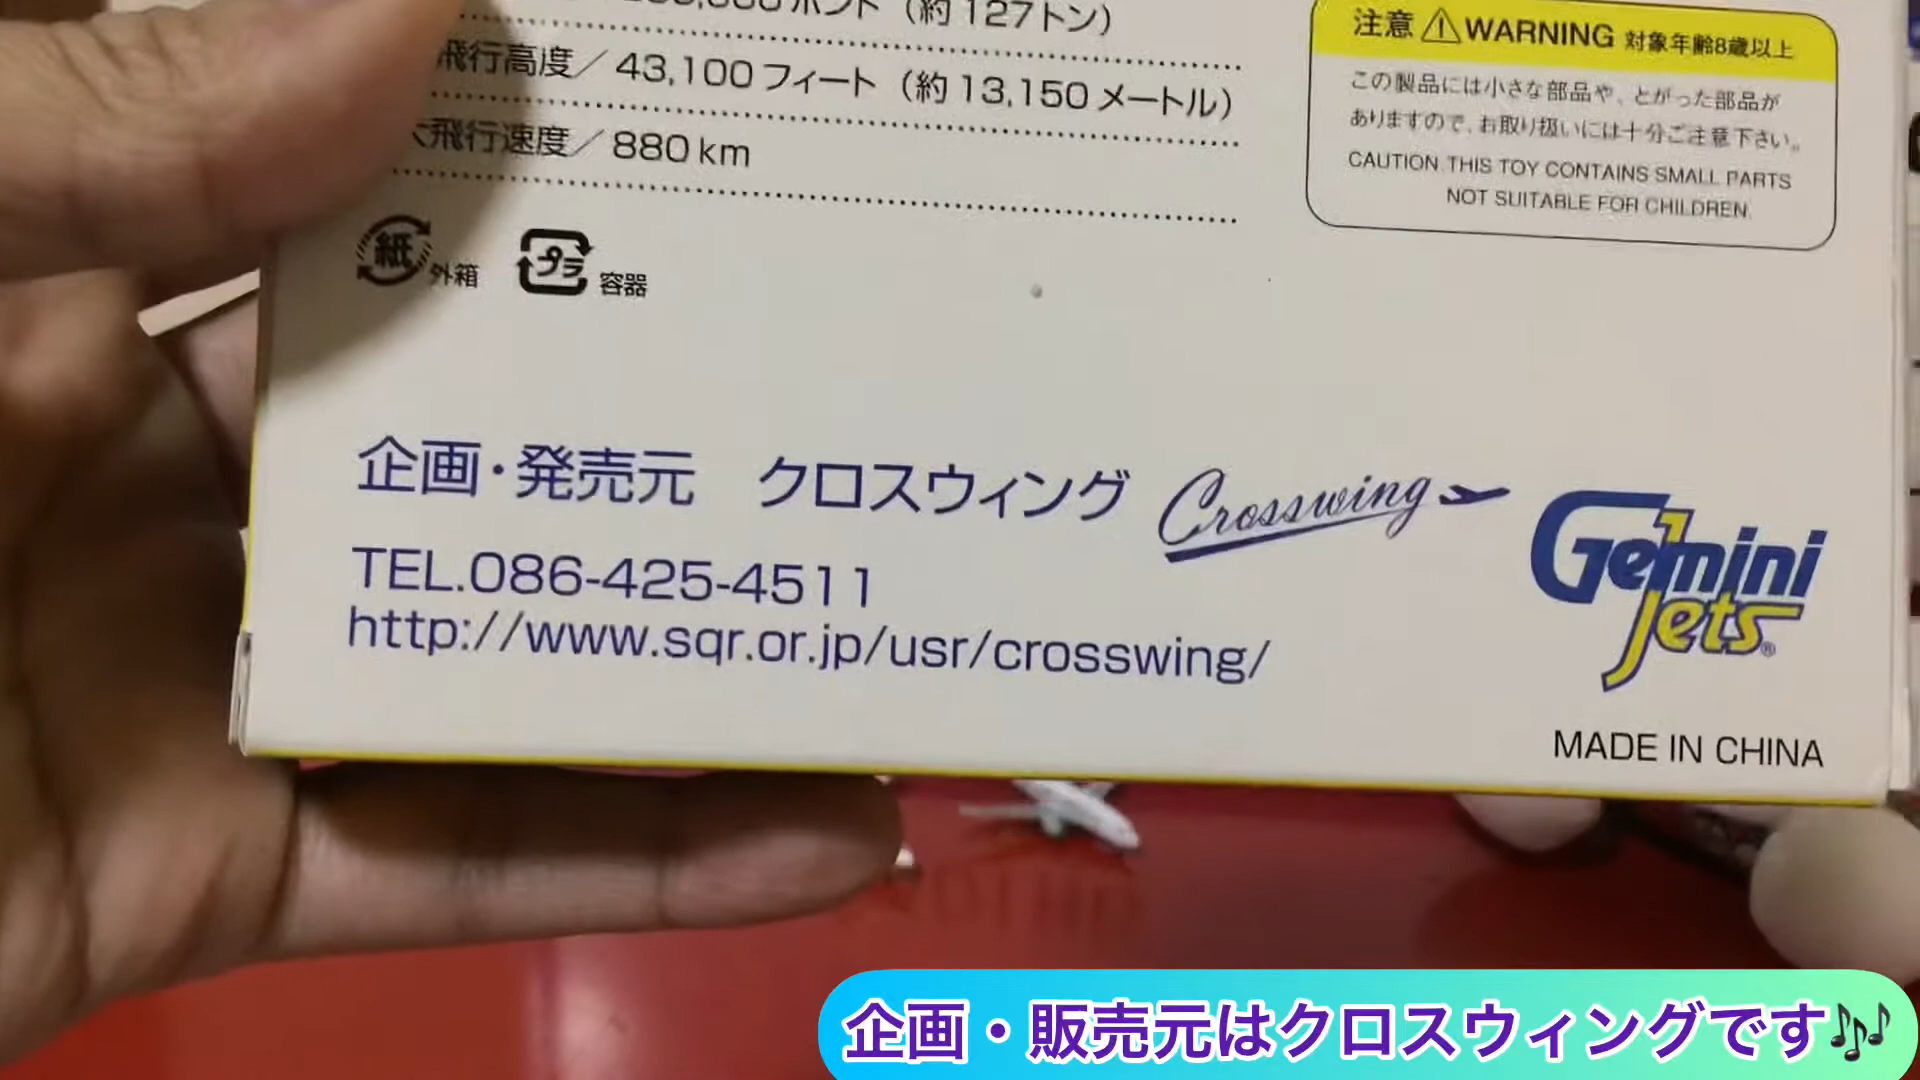 (約127トン)
飛行高度/43,100フィート(約13,150メートル)
飛行速度/880km
注意 WARNING 対象年齢8歳以上
この製品には小さな部品や、とがった部品が
ありますので、お取り扱いには十分ご注意下さい。
CAUTION.THIS TOY CONTAINS SMALL PARTS
NOT SUITABLE FOR CHILDREN.
紙 外箱 プラ 容器
企画・発売元 クロスウィング Crosswing
TEL.086-425-4511
http://www.sqr.or.jp/usr/crosswing/
Gemini
Jets®
MADE IN CHINA
企画・販売元はクロスウィングです🎶